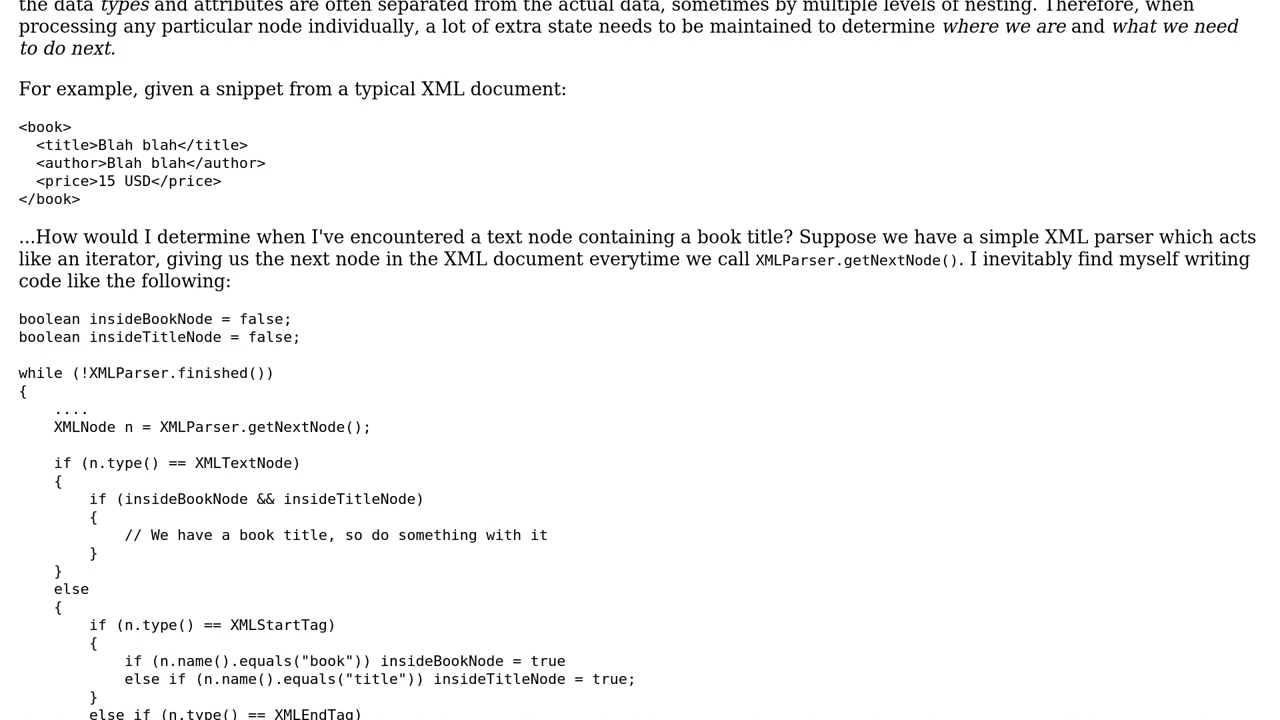 the data types and attributes are often separated from the actual data, sometimes by multiple levels of nesting. Therefore, when
processing any particular node individually, a lot of extra state needs to be maintained to determine where we are and what we need
to do next.
For example, given a snippet from a typical XML document:
<book>
  <title>Blah blah</title>
  <author>Blah blah</author>
  <price>15 USD</price>
</book>
...How would I determine when I've encountered a text node containing a book title? Suppose we have a simple XML parser which acts
like an iterator, giving us the next node in the XML document everytime we call XMLParser.getNextNode(). I inevitably find myself writing
code like the following:
boolean insideBookNode = false;
boolean insideTitleNode = false;
while (!XMLParser.finished())
{
    ....
    XMLNode n = XMLParser.getNextNode();
    if (n.type() == XMLTextNode)
    {
        if (insideBookNode && insideTitleNode)
        {
            // We have a book title, so do something with it
        }
    }
    else
    {
        if (n.type() == XMLStartTag)
        {
            if (n.name().equals("book")) insideBookNode = true
            else if (n.name().equals("title")) insideTitleNode = true;
        }
        else if (n.type() == XMLEndTag)